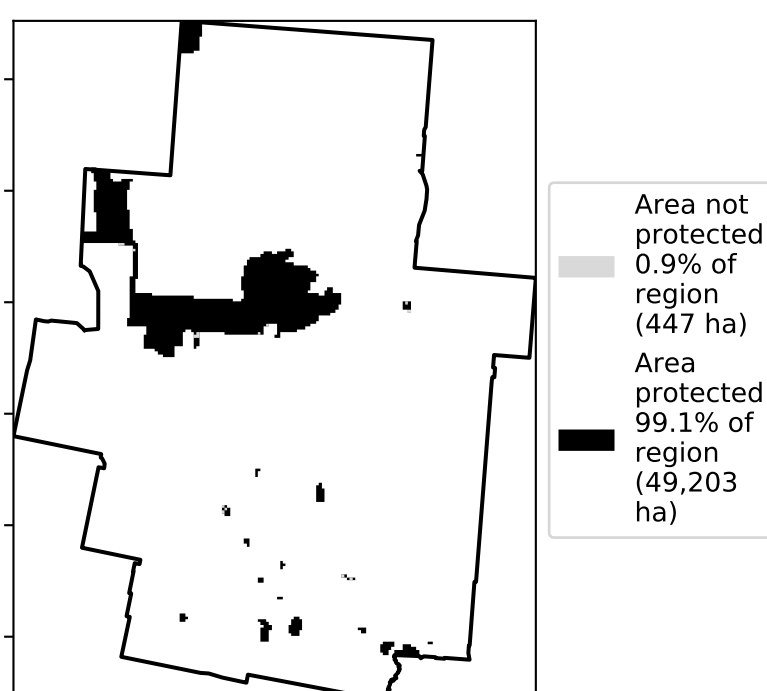 Area not
protected
0.9% of
region
(447 ha)
Area
protected
99.1% of
region
(49,203
ha)